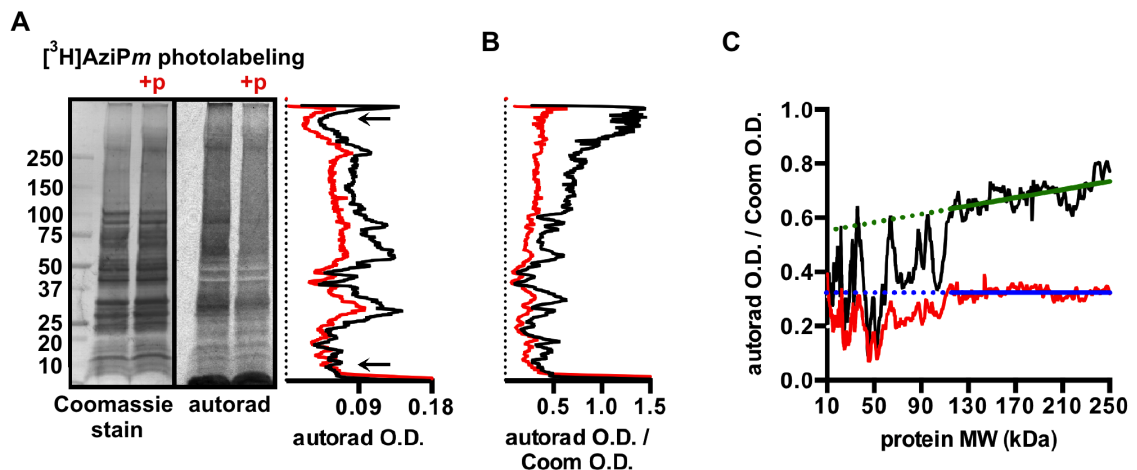 A
[³H]AziPm photolabeling
+p
+p
250
150
100
75
50
37
25
20
10
Coomassie stain
autorad
0.09
0.18
autorad O.D.
B
0.5
1.0
1.5
autorad O.D. /
Coom O.D.
C
autorad O.D. / Coom O.D.
1.0
0.8
0.6
0.4
0.2
0.0
10
50
90
130
170
210
250
protein MW (kDa)